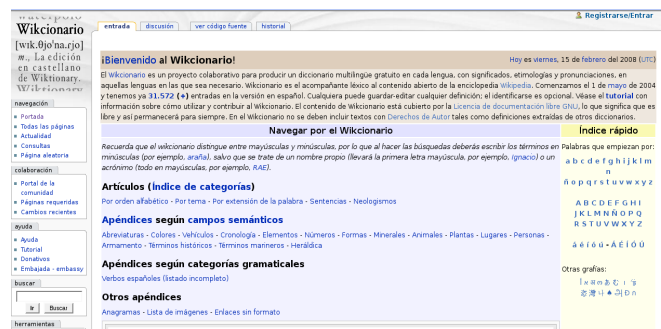 Registrarse/Entrar
Wikcionario
[wɪk.θjo'na.ɾjo]
m., La edición
en castellano
de Wiktionary.
Wiktionary
entrada discusión ver código fuente historial
¡Bienvenido al Wikcionario!
Hoy es viernes, 15 de febrero del 2008 (UTC)
El Wikcionario es un proyecto colaborativo para producir un diccionario multilingüe gratuito en cada lengua, con significados, etimologías y pronunciaciones, en
aquellas lenguas en las que sea necesario. Wikcionario es el acompañante léxico al contenido abierto de la enciclopedia Wikipedia. Comenzamos el 1 de mayo de 2004
y tenemos ya 31.572 (+) entradas la versión en español. Cualquiera puede guardar-editar cualquier definición; el identificarse es opcional. Véase el tutorial con
información sobre cómo utilizar y contribuir al Wikcionario. El contenido de Wikcionario está cubierto por la Licencia de documentación libre GNU, lo que significa que es
libre y así permanecerá para siempre. En el Wikcionario no se deben incluir textos con Derechos de Autor tales como definiciones extraídas de otros diccionarios.
navegación
Portada
Todas las páginas
Actualidad
Consultas
Página aleatoria
colaboración
Portal de la
comunidad
Páginas requeridas
Cambios recientes
ayuda
Ayuda
Tutorial
Donativos
Embajada - embassy
buscar
Ir Buscar
herramientas
Navegar por el Wikcionario
Recuerda que el wikcionario distingue entre mayúsculas y minúsculas, por lo que al hacer las búsquedas deberás escribir los términos en
minúsculas (por ejemplo, araña), salvo que se trate de un nombre propio (llevará la primera letra mayúscula, por ejemplo, Ignacio) o un
acrónimo (todo en mayúsculas, por ejemplo, RAE).
Artículos (Índice de categorías)
Por orden alfabético - Por tema - Por extensión de la palabra - Sentencias - Neologismos
Apéndices según campos semánticos
Abreviaturas - Colores - Vehículos - Cronología - Elementos - Números - Formas - Minerales - Animales - Plantas - Lugares - Personas -
Armamento - Términos históricos - Términos marineros - Heráldica
Apéndices según categorías gramaticales
Verbos españoles (listado incompleto)
Otros apéndices
Anagramas - Lista de imágenes - Enlaces sin formato
Índice rápido
Palabras que empiezan por:
a b c d e f g h i j k l m
n
ñ o p q r s t u v w x y z
A B C D E F G H I
J K L M N Ñ O P Q
R S T U V W X Y Z
á é í ó ú • Á É Í Ó Ú
Otras grafías: